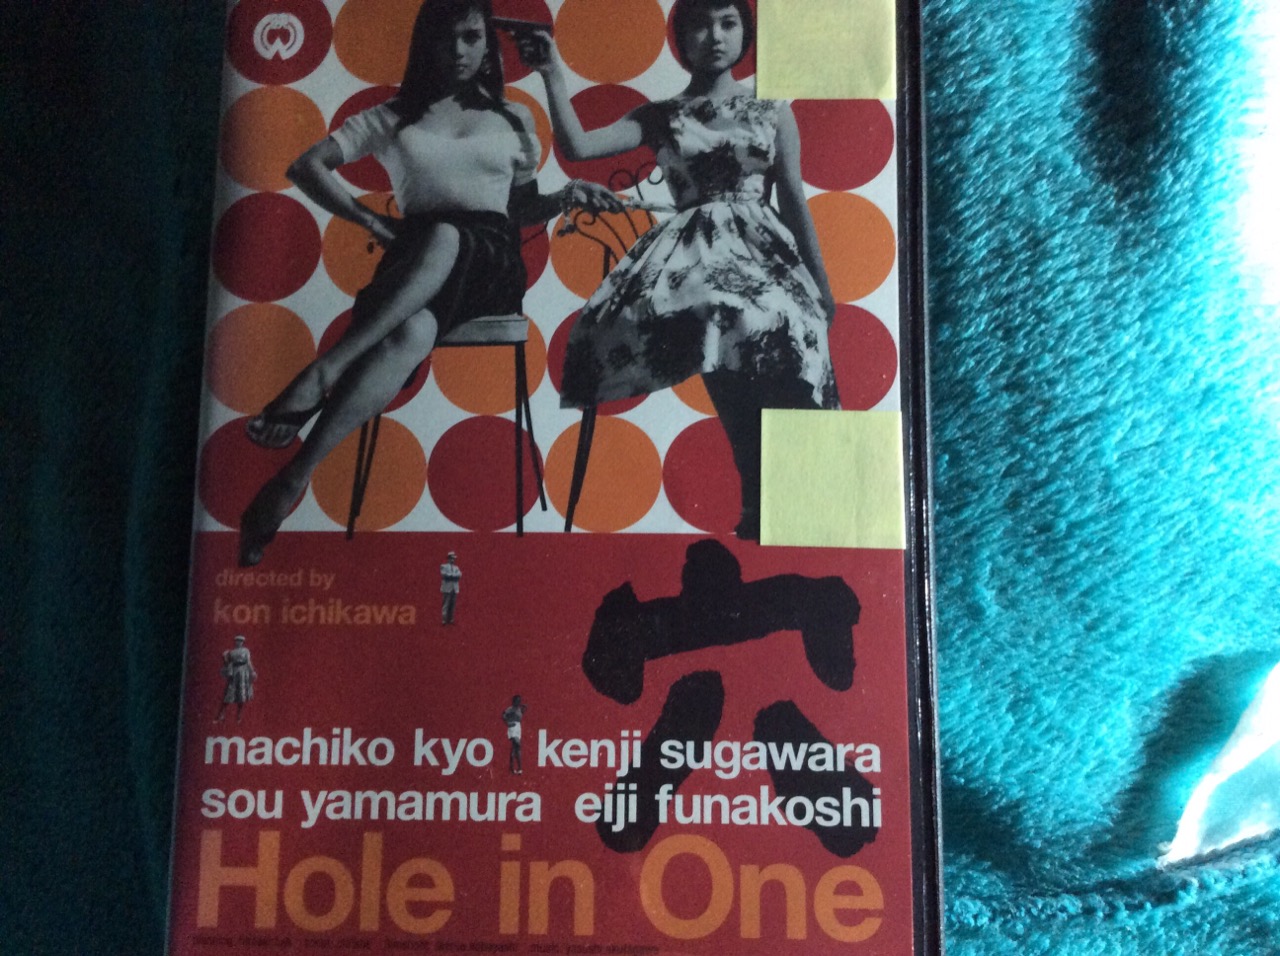 directed by
kon ichikawa
穴
machiko kyo kenji sugawara
sou yamamura eiji funakoshi
Hole in One